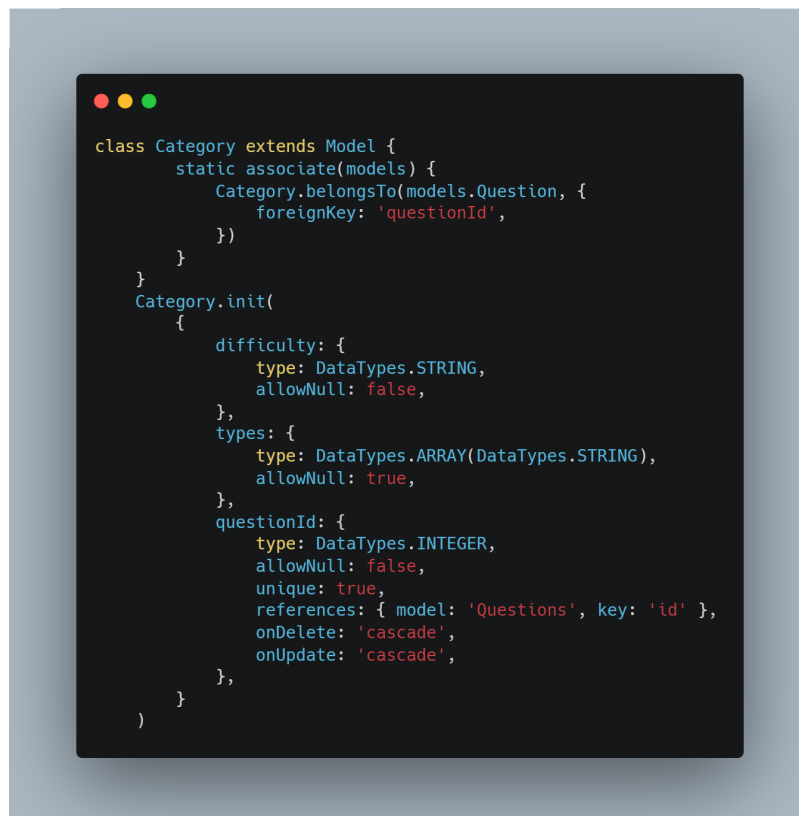 class Category extends Model {
        static associate(models) {
            Category.belongsTo(models.Question, {
                foreignKey: 'questionId',
            })
        }
    }
    Category.init(
        {
            difficulty: {
                type: DataTypes.STRING,
                allowNull: false,
            },
            types: {
                type: DataTypes.ARRAY(DataTypes.STRING),
                allowNull: true,
            },
            questionId: {
                type: DataTypes.INTEGER,
                allowNull: false,
                unique: true,
                references: { model: 'Questions', key: 'id' },
                onDelete: 'cascade',
                onUpdate: 'cascade',
            },
        }
    )